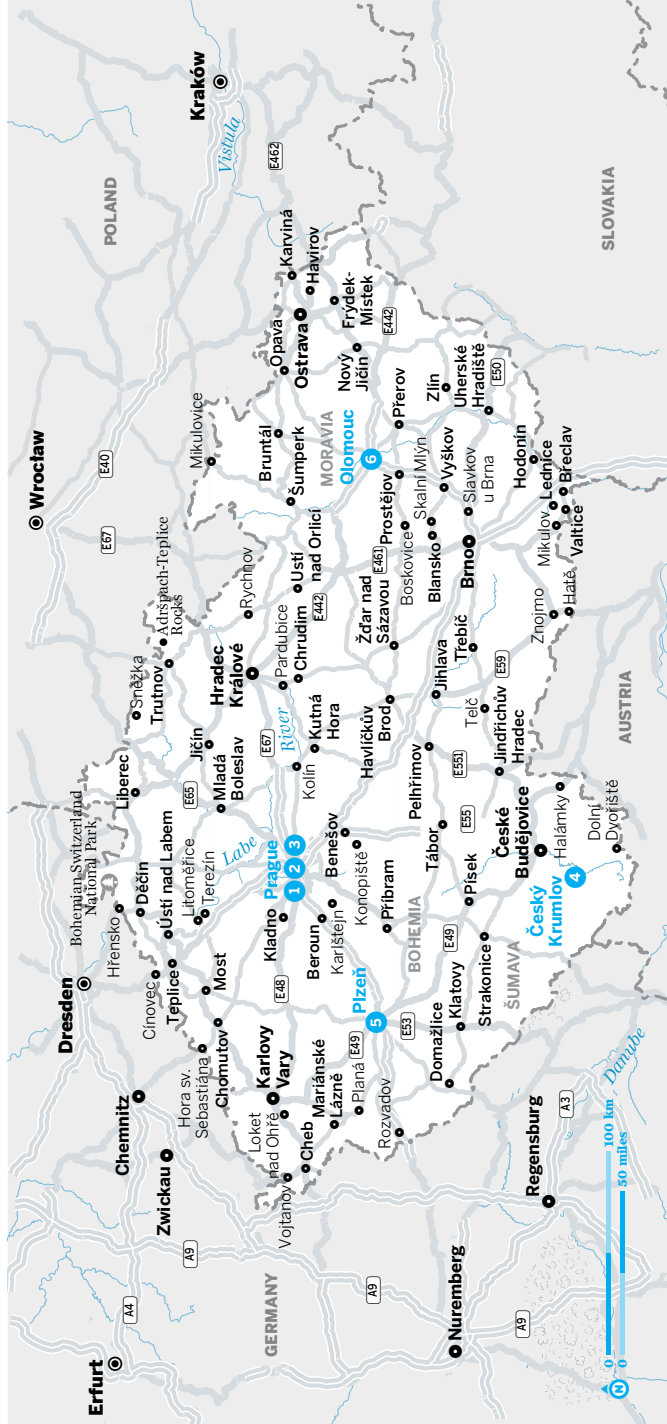 Erfurt
A4
Zwickau
Chemnitz
Dresden
Wrocław
E40
E67
POLAND
Kraków
Vistula
E462
A9
GERMANY
A9
Nuremberg
A9
Regensburg
A3
Danube
Hřensko
Bohemian Switzerland
National Park
Děčín
Ústí nad Labem
Litoměřice
Terezín
Cínovec
Teplice
Most
Hora sv.
Sebastiána
Chomutov
Karlovy
Vary
Loket
nad Ohří
Vojtanov
Cheb
Mariánské
Lázně
Planá
E49
Rozvadov
E48
Kladno
Labe
Prague
1
2
3
Beroun
Karlštejn
Benešov
Konopiště
Příbram
Plzeň
5
E53
BOHEMIA
Domažlice
Klatovy
E49
Strakonice
ŠUMAVA
Písek
Tábor
E55
České
Budějovice
Český
Krumlov
4
Halámky
Dolní
Dvořiště
Liberec
E65
Mladá
Boleslav
Jičín
Sněžka
Trutnov
Adršpach-Teplice
Rocks
Hradec
Králové
Rychnov
E67
River
Pardubice
Chrudim
Kolín
Kutná
Hora
Ústí
nad Orlicí
E442
Havlíčkův
Brod
Žďar nad
Sázavou
E461
Pelhřimov
E551
Jihlava
Třebíč
Telč
E59
Jindřichův
Hradec
Znojmo
Hatě
Mikulovice
Bruntál
Šumperk
MORAVIA
Olomouc
6
Prostějov
Boskovice
Skalní Mlýn
Blansko
Vyškov
Brno
Slavkov
u Brna
Přerov
Opava
Ostrava
Karviná
Havířov
Frýdek-
Místek
Nový
Jičín
E442
Zlín
Uherské
Hradiště
E50
Hodonín
Lednice
Břeclav
Mikulov
Valtice
AUSTRIA
SLOVAKIA
N
0
100 km
0
50 miles